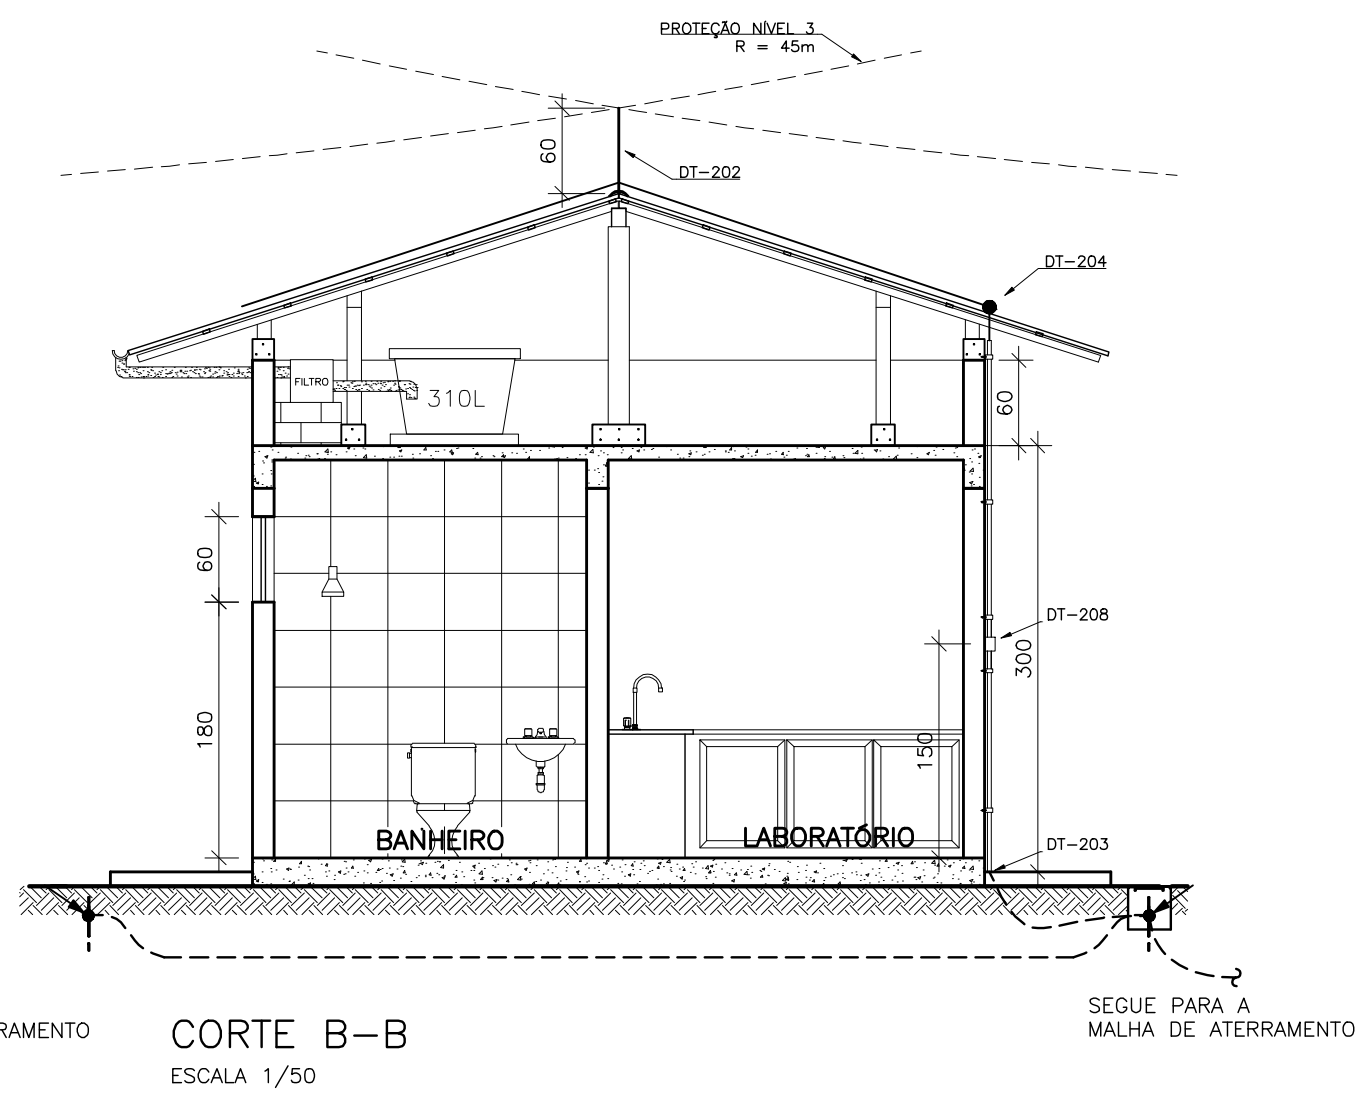 PROTEÇÃO NÍVEL 3
R = 45m
60
DT-202
DT-204
FILTRO
310L
60
60
DT-208
300
180
150
BANHEIRO
LABORATÓRIO
DT-203
SEGUE PARA A
MALHA DE ATERRAMENTO
RAMENTO
CORTE B-B
ESCALA 1/50